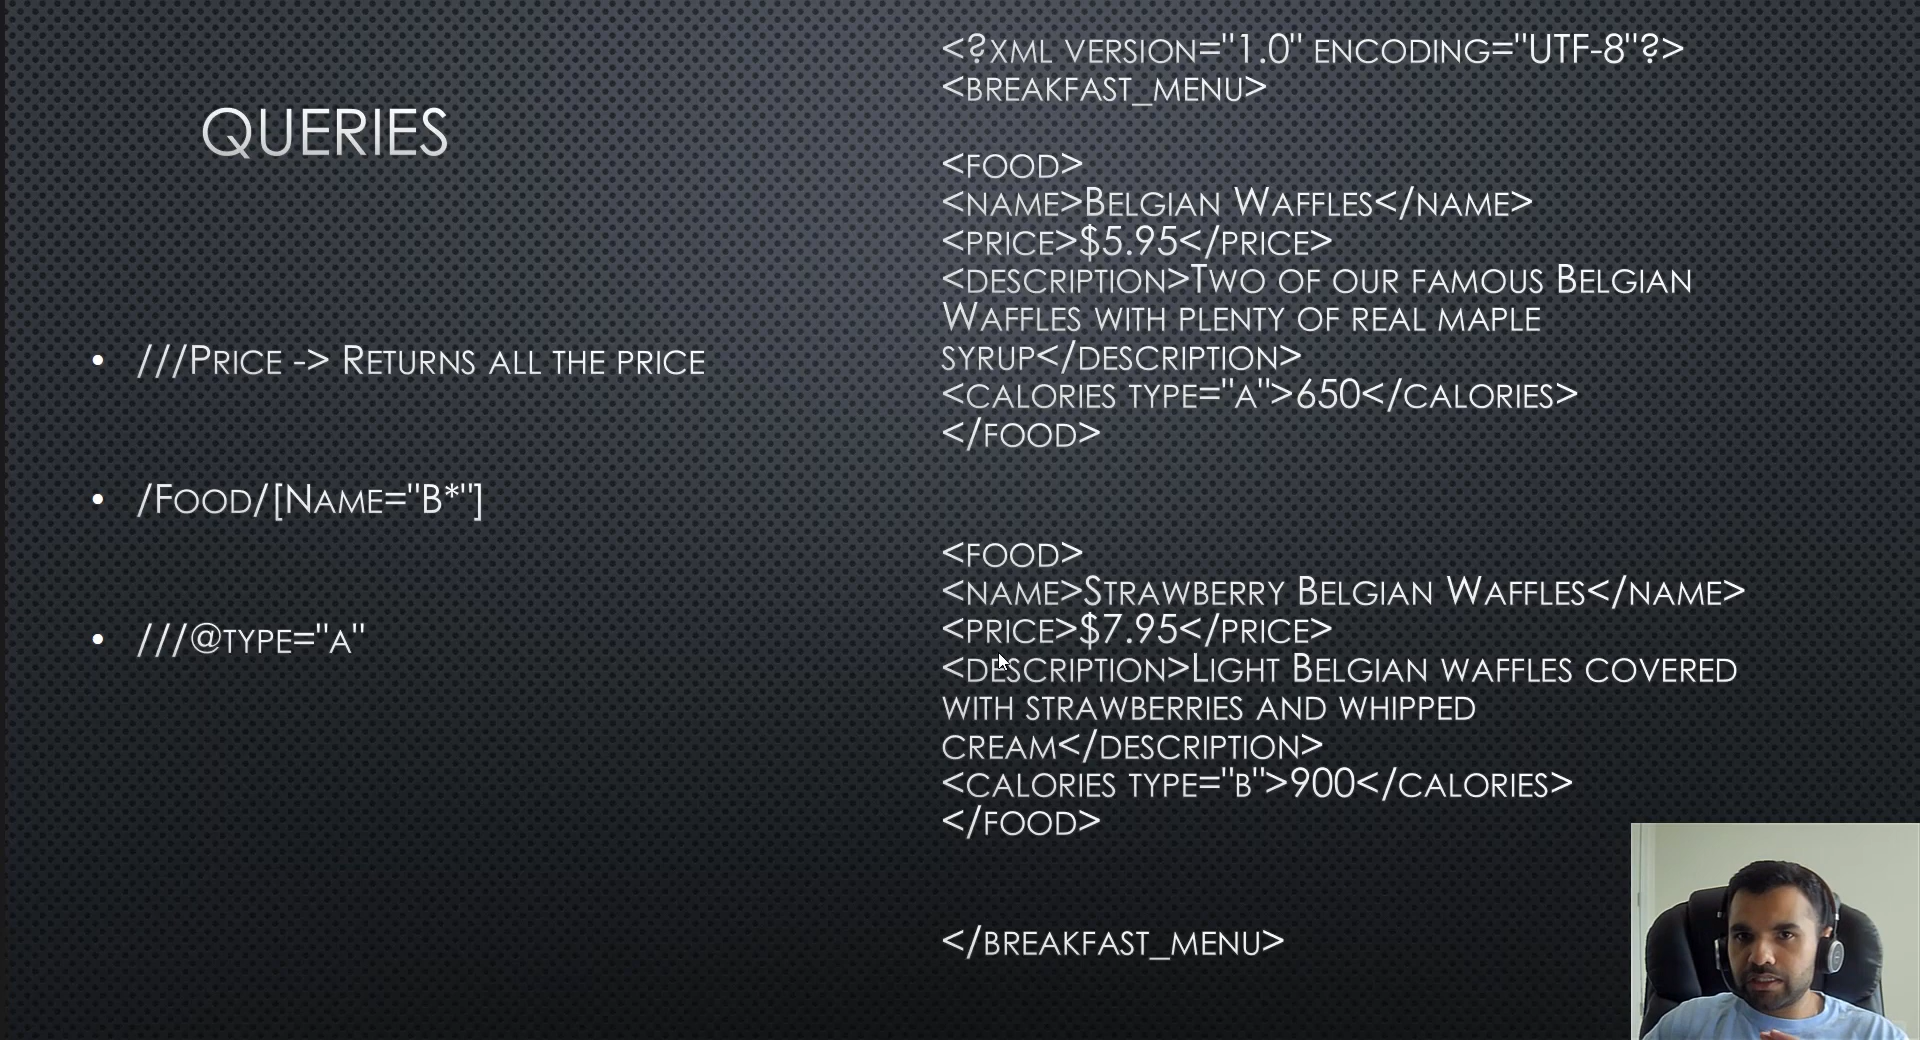 QUERIES
• ///PRICE -> RETURNS ALL THE PRICE
• /FOOD/[NAME="B*"]
• ///@TYPE="A"
<?XML VERSION="1.0" ENCODING="UTF-8"?>
<BREAKFAST_MENU>
<FOOD>
<NAME>BELGIAN WAFFLES</NAME>
<PRICE>$5.95</PRICE>
<DESCRIPTION>TWO OF OUR FAMOUS BELGIAN
WAFFLES WITH PLENTY OF REAL MAPLE
SYRUP</DESCRIPTION>
<CALORIES TYPE="A">650</CALORIES>
</FOOD>
<FOOD>
<NAME>STRAWBERRY BELGIAN WAFFLES</NAME>
<PRICE>$7.95</PRICE>
<DESCRIPTION>LIGHT BELGIAN WAFFLES COVERED
WITH STRAWBERRIES AND WHIPPED
CREAM</DESCRIPTION>
<CALORIES TYPE="B">900</CALORIES>
</FOOD>
</BREAKFAST_MENU>